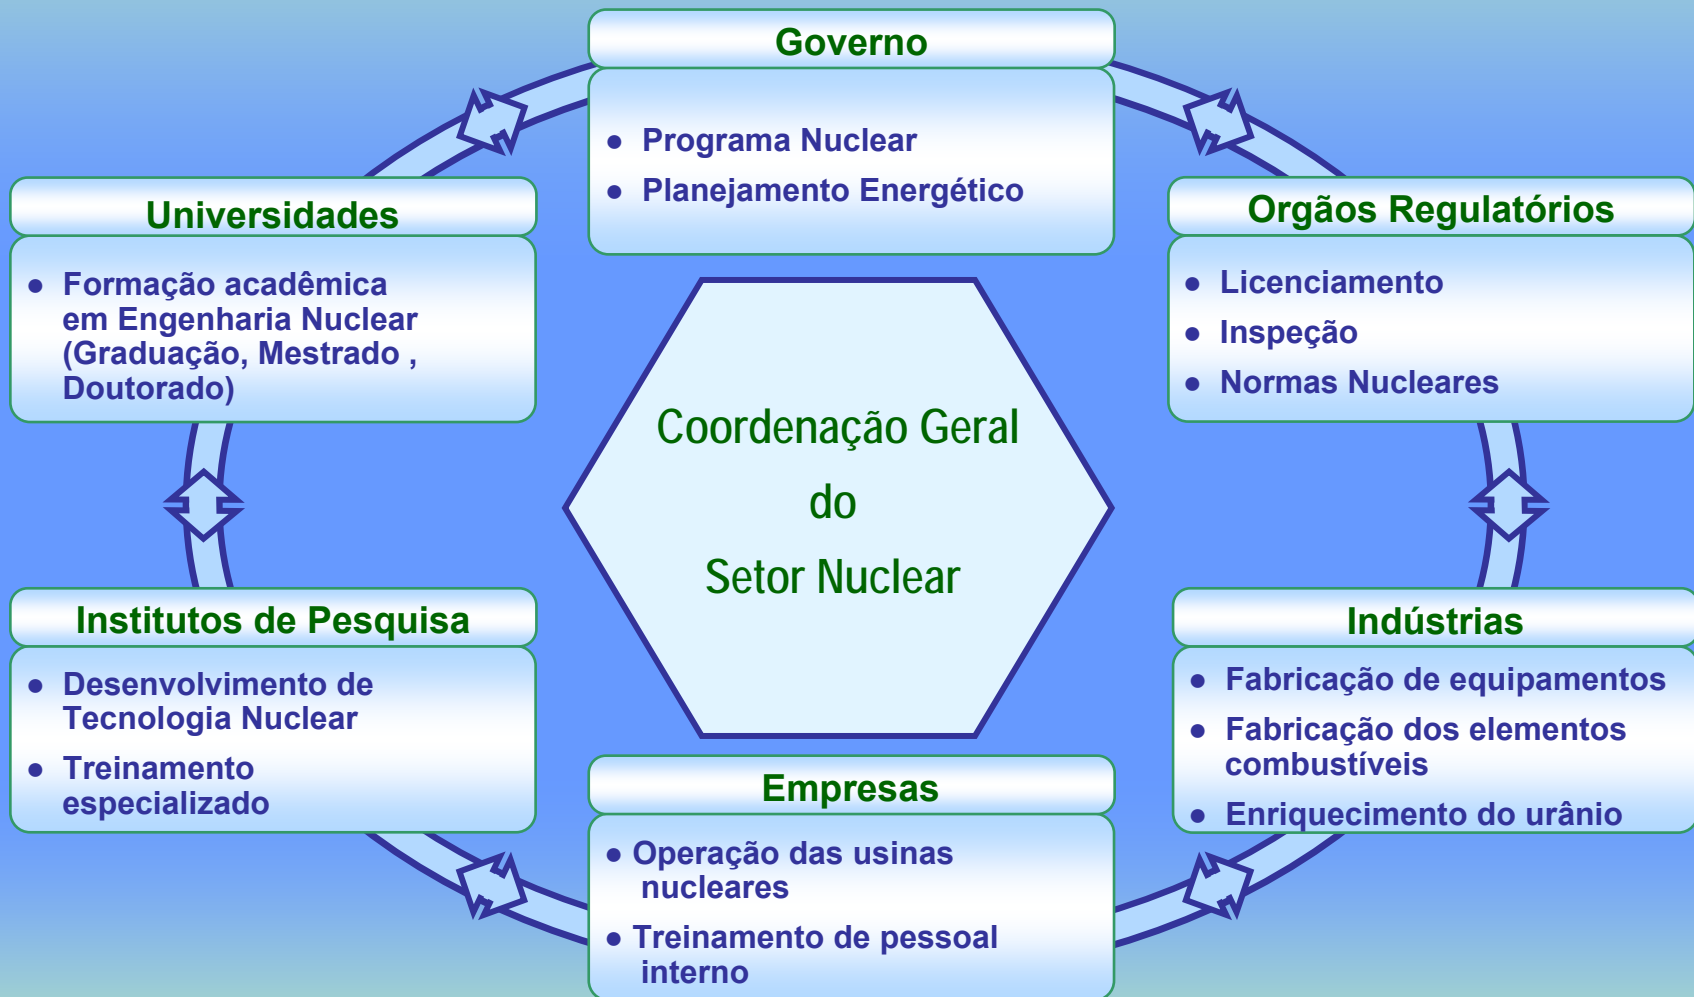 Governo
● Programa Nuclear
● Planejamento Energético
Universidades
● Formação acadêmica
em Engenharia Nuclear
(Graduação, Mestrado ,
Doutorado)
Orgãos Regulatórios
● Licenciamento
● Inspeção
● Normas Nucleares
Coordenação Geral
do
Setor Nuclear
Institutos de Pesquisa
● Desenvolvimento de
Tecnologia Nuclear
● Treinamento
especializado
Indústrias
● Fabricação de equipamentos
● Fabricação dos elementos
combustíveis
● Enriquecimento do urânio
Empresas
● Operação das usinas
nucleares
● Treinamento de pessoal
interno